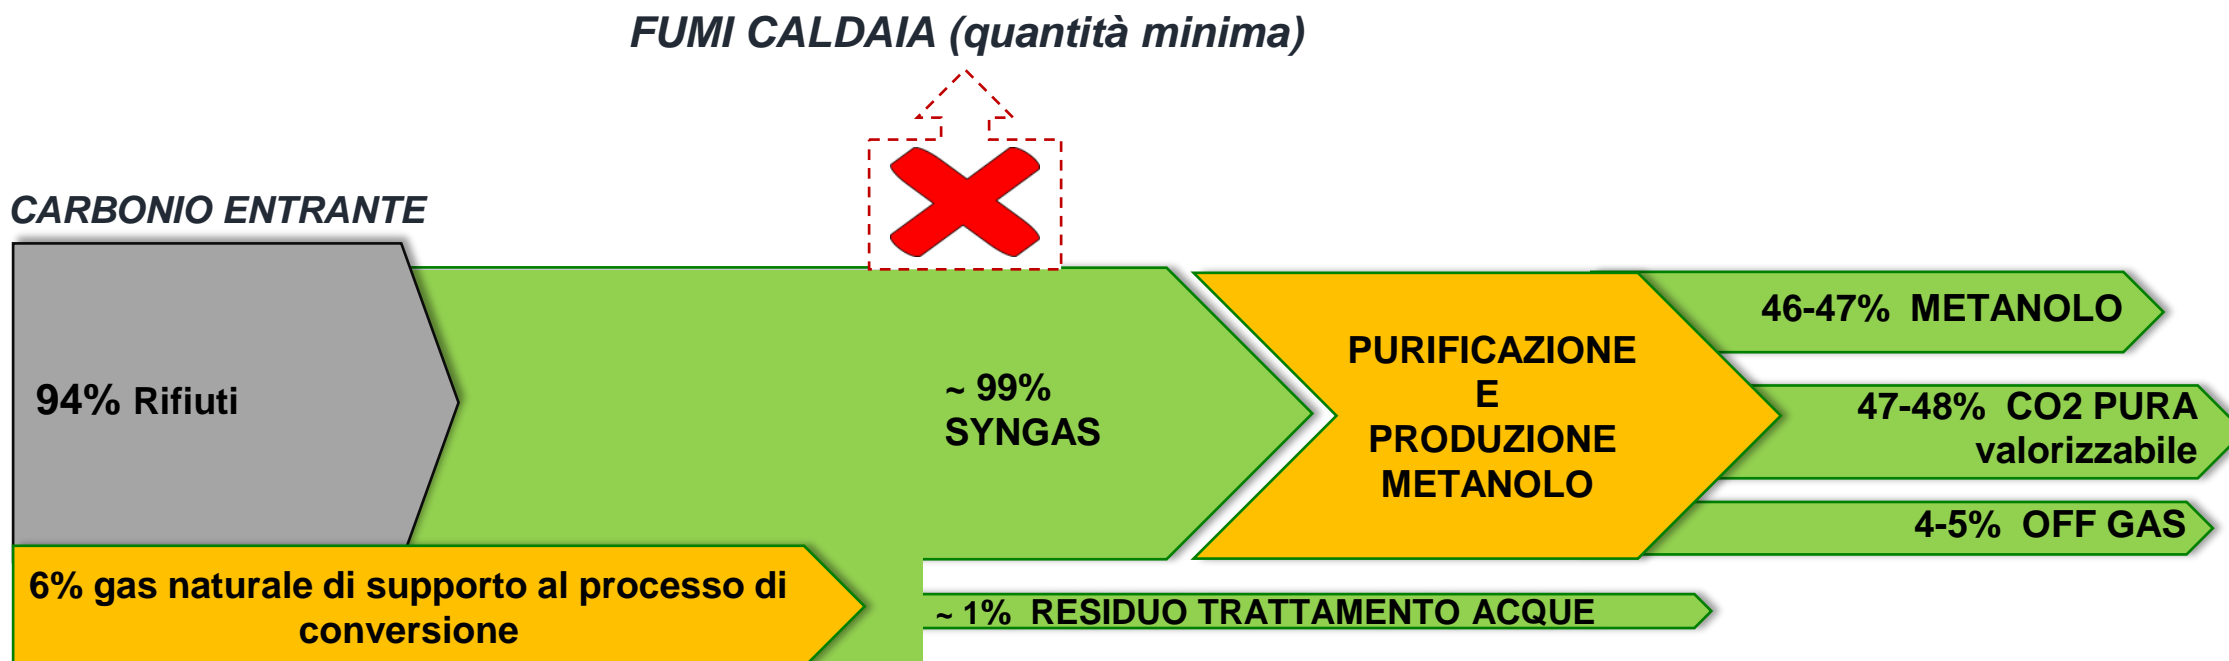 FUMI CALDAIA (quantità minima)
CARBONIO ENTRANTE
94% Rifiuti
~ 99%
SYNGAS
PURIFICAZIONE
E
PRODUZIONE
METANOLO
46-47% METANOLO
47-48% CO2 PURA
valorizzabile
4-5% OFF GAS
6% gas naturale di supporto al processo di
conversione
~ 1% RESIDUO TRATTAMENTO ACQUE